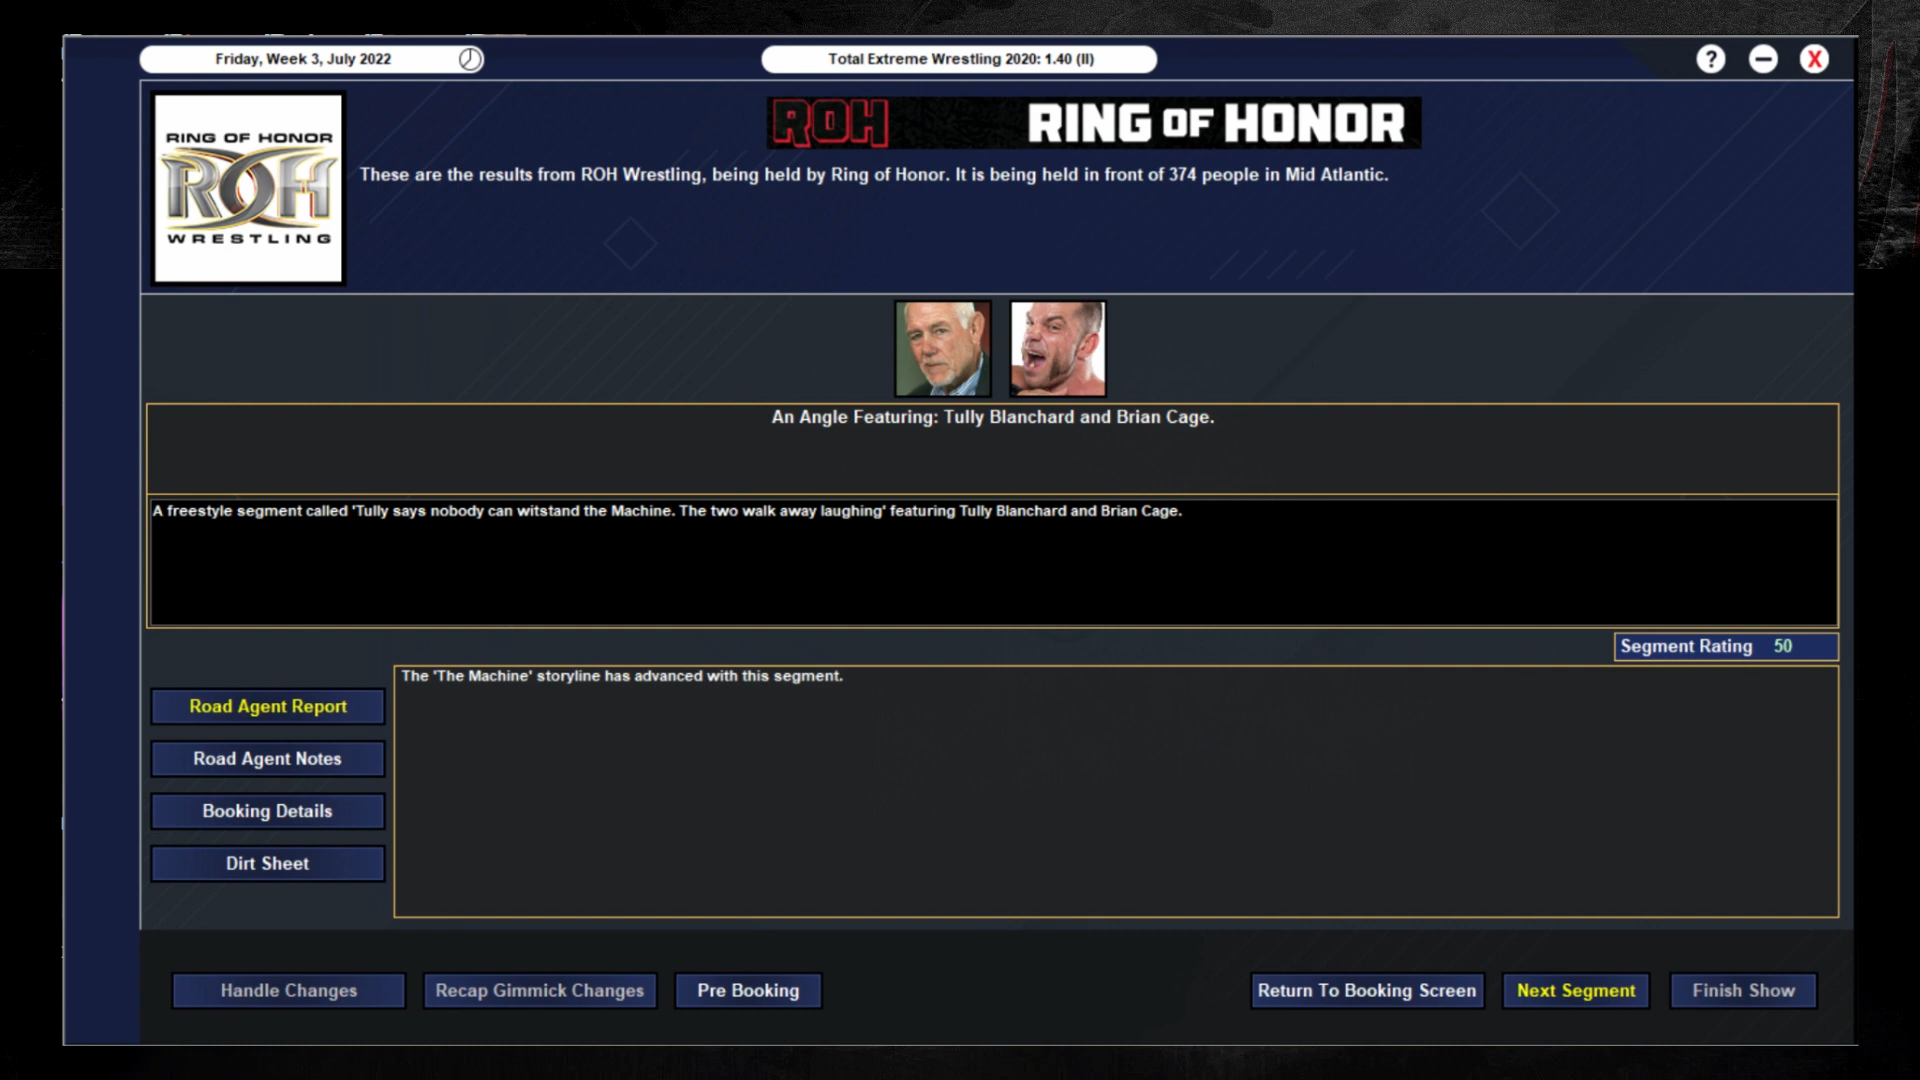 Friday, Week 3, July 2022
Total Extreme Wrestling 2020: 1.40 (II)
?
X
RING OF HONOR
ROH
WRESTLING
ROH RING OF HONOR
These are the results from ROH Wrestling, being held by Ring of Honor. It is being held in front of 374 people in Mid Atlantic.
An Angle Featuring: Tully Blanchard and Brian Cage.
A freestyle segment called 'Tully says nobody can witstand the Machine. The two walk away laughing' featuring Tully Blanchard and Brian Cage.
Segment Rating 50
The 'The Machine' storyline has advanced with this segment.
Road Agent Report
Road Agent Notes
Booking Details
Dirt Sheet
Handle Changes
Recap Gimmick Changes
Pre Booking
Return To Booking Screen
Next Segment
Finish Show